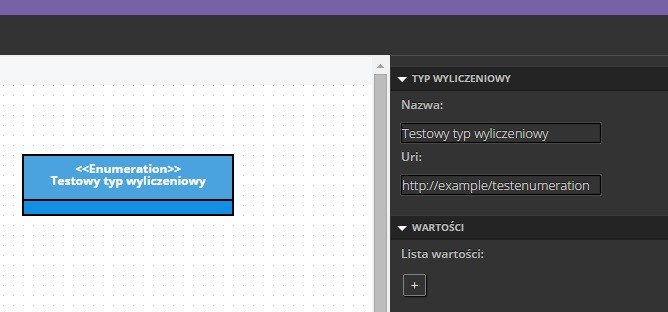 <<Enumeration>>
Testowy typ wyliczeniowy
TYP WYLICZENIOWY
Nazwa:
Testowy typ wyliczeniowy
Uri:
http://example/testenumeration
WARTOŚCI
Lista wartości:
+